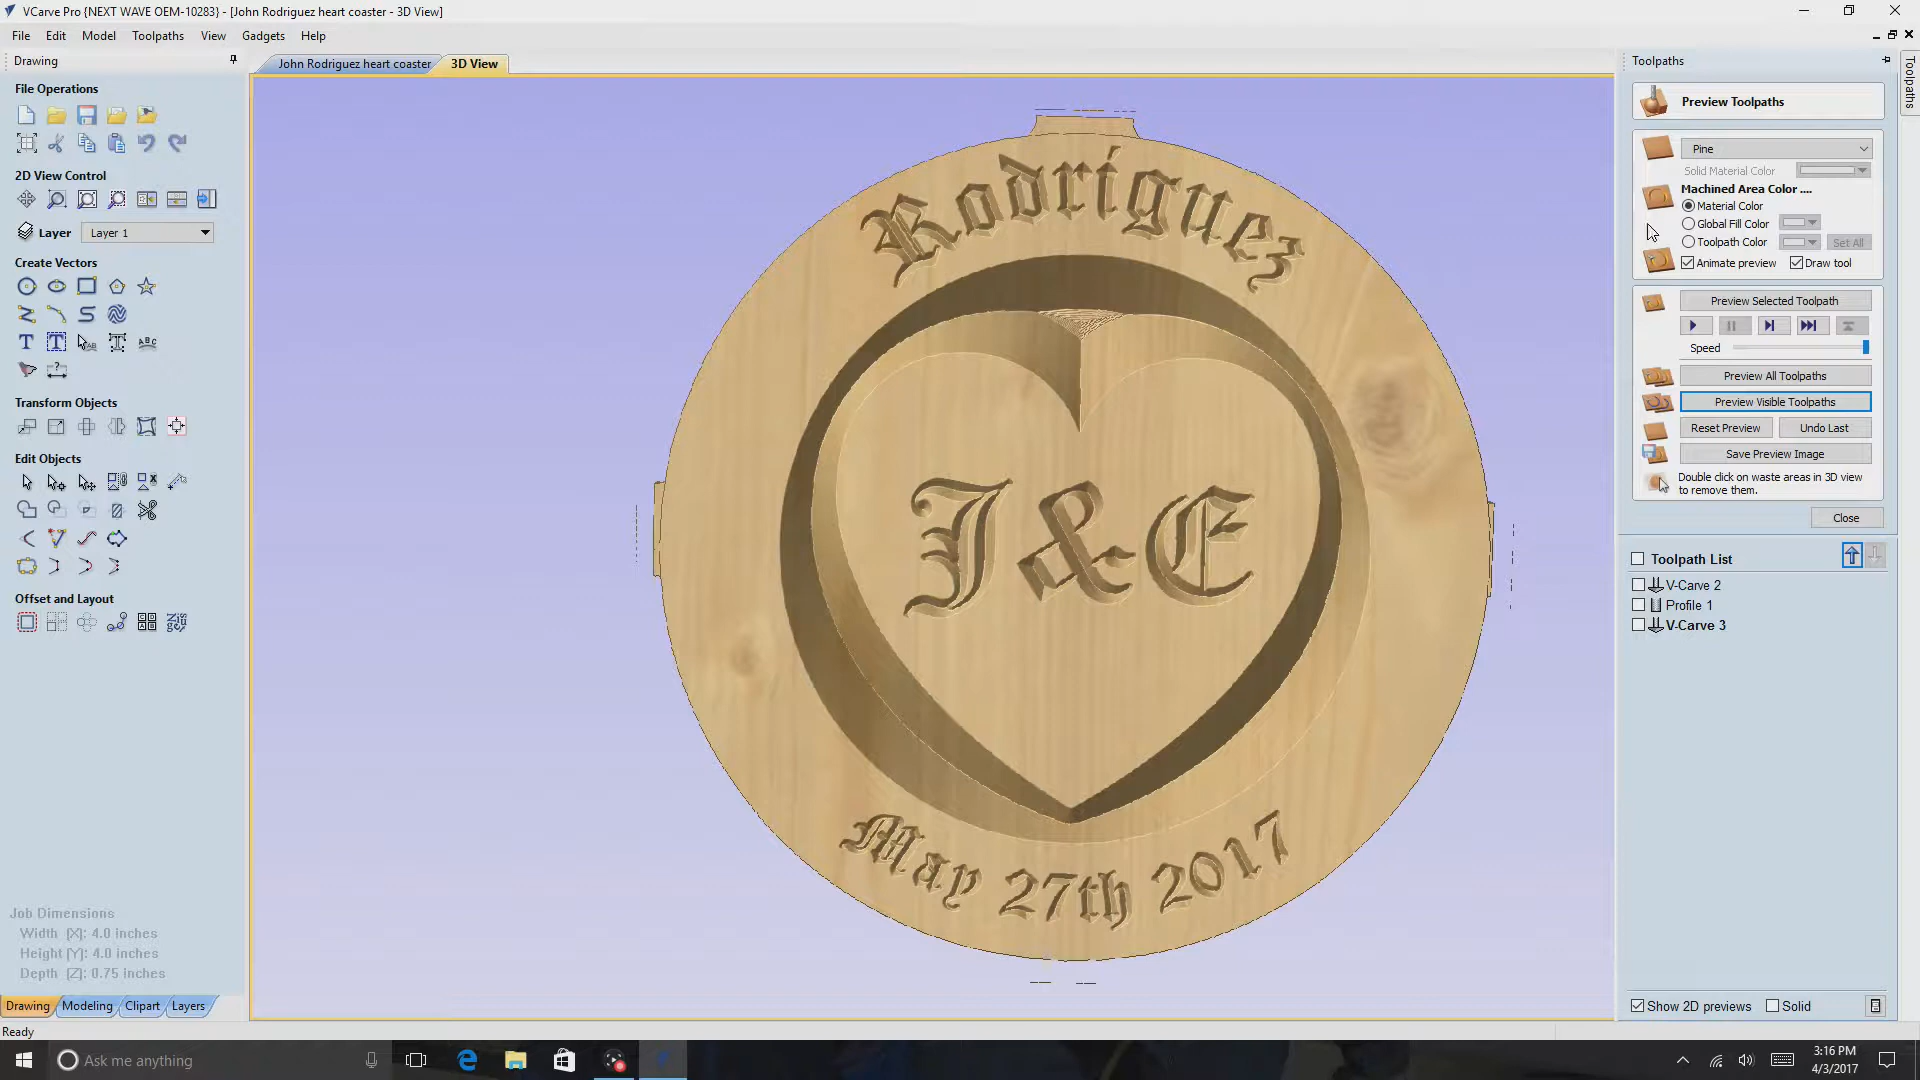 VCarve Pro {NEXT WAVE OEM-10283} - [John Rodriguez heart coaster - 3D View]
File Edit Model Toolpaths View Gadgets Help
Drawing
John Rodriguez heart coaster
3D View
Toolpaths
Toolpaths
File Operations
2D View Control
Layer
Layer 1
Create Vectors
Transform Objects
Edit Objects
Offset and Layout
Job Dimensions
Width (X): 4.0 inches
Height (Y): 4.0 inches
Depth (Z): 0.75 inches
Drawing Modeling Clipart Layers
Ready
Rodriguez
J&E
May 27th 2017
Preview Toolpaths
Pine
Solid Material Color
Machined Area Color ....
Material Color
Global Fill Color
Toolpath Color
Set All
Animate preview
Draw tool
Preview Selected Toolpath
Speed
Preview All Toolpaths
Preview Visible Toolpaths
Reset Preview
Undo Last
Save Preview Image
Double click on waste areas in 3D view
to remove them.
Close
Toolpath List
V-Carve 2
Profile 1
V-Carve 3
Show 2D previews
Solid
Ask me anything
3:16 PM
4/3/2017